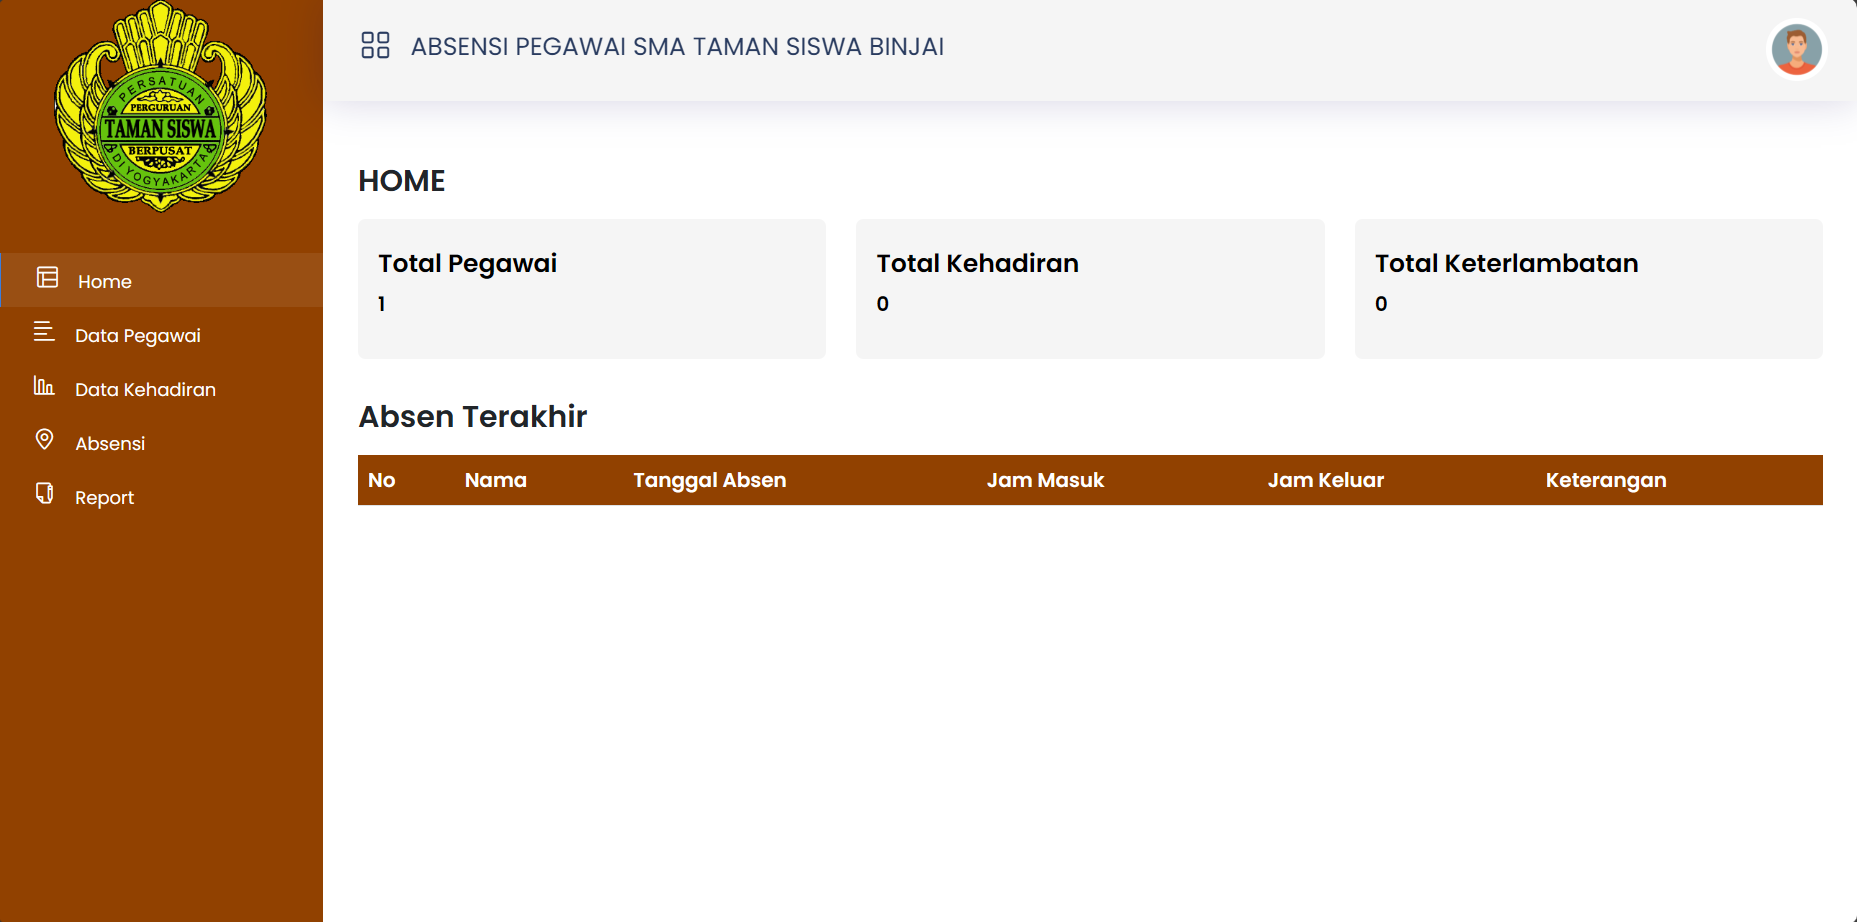 PERSATUAN
PERGURUAN
TAMAN SISWA
BERPUSAT
DI YOGYAKARTA
ABSENSI PEGAWAI SMA TAMAN SISWA BINJAI
Home
Data Pegawai
Data Kehadiran
Absensi
Report
HOME
Total Pegawai
1
Total Kehadiran
0
Total Keterlambatan
0
Absen Terakhir
No Nama Tanggal Absen Jam Masuk Jam Keluar Keterangan